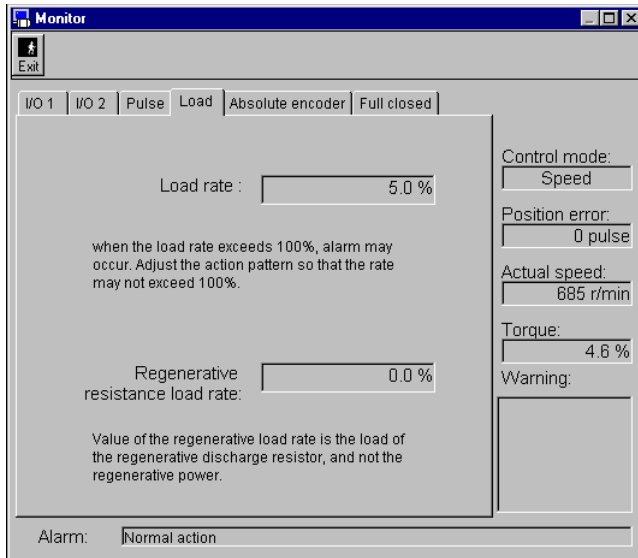 Monitor
Exit
I/O 1
I/O 2
Pulse
Load
Absolute encoder
Full closed
Load rate :
5.0 %
when the load rate exceeds 100%, alarm may
occur. Adjust the action pattern so that the rate
may not exceed 100%.
Regenerative
resistance load rate:
0.0 %
Value of the regenerative load rate is the load of
the regenerative discharge resistor, and not the
regenerative power.
Control mode:
Speed
Position error:
0 pulse
Actual speed:
685 r/min
Torque:
4.6 %
Warning:
Alarm:
Normal action